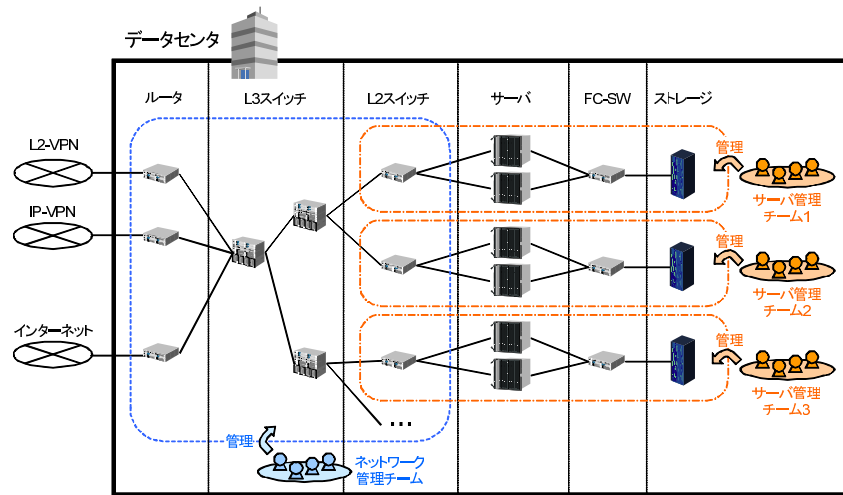 データセンタ
ルータ
L3スイッチ
L2スイッチ
サーバ
FC-SW
ストレージ
L2-VPN
IP-VPN
インターネット
管理
サーバ管理
チーム1
管理
サーバ管理
チーム2
管理
サーバ管理
チーム3
…
管理
ネットワーク
管理チーム